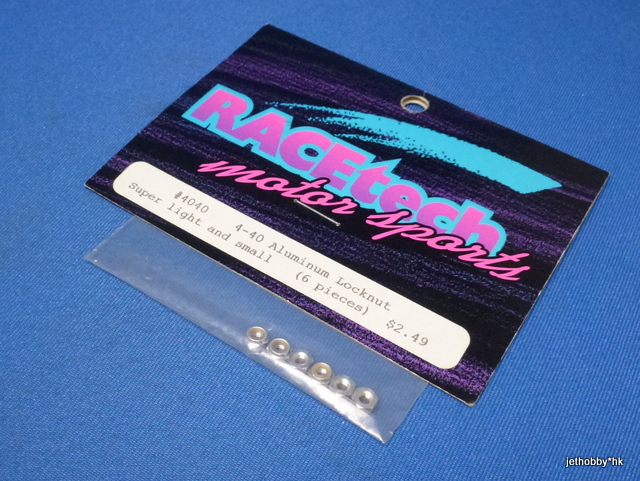 RACEtech
motor sports
#4040 4-40 Aluminum Locknut
Super light and small (6 pieces) $2.49
jethobby*hk